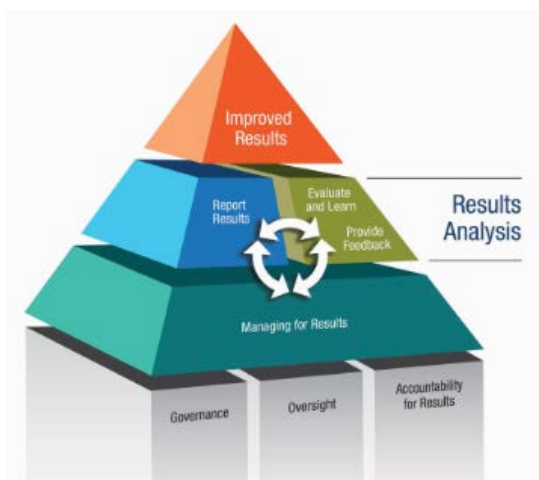 Improved
Results
Report
Results
Evaluate
and Learn
Provide
Feedback
Results
Analysis
Managing for Results
Governance
Oversight
Accountability
for Results